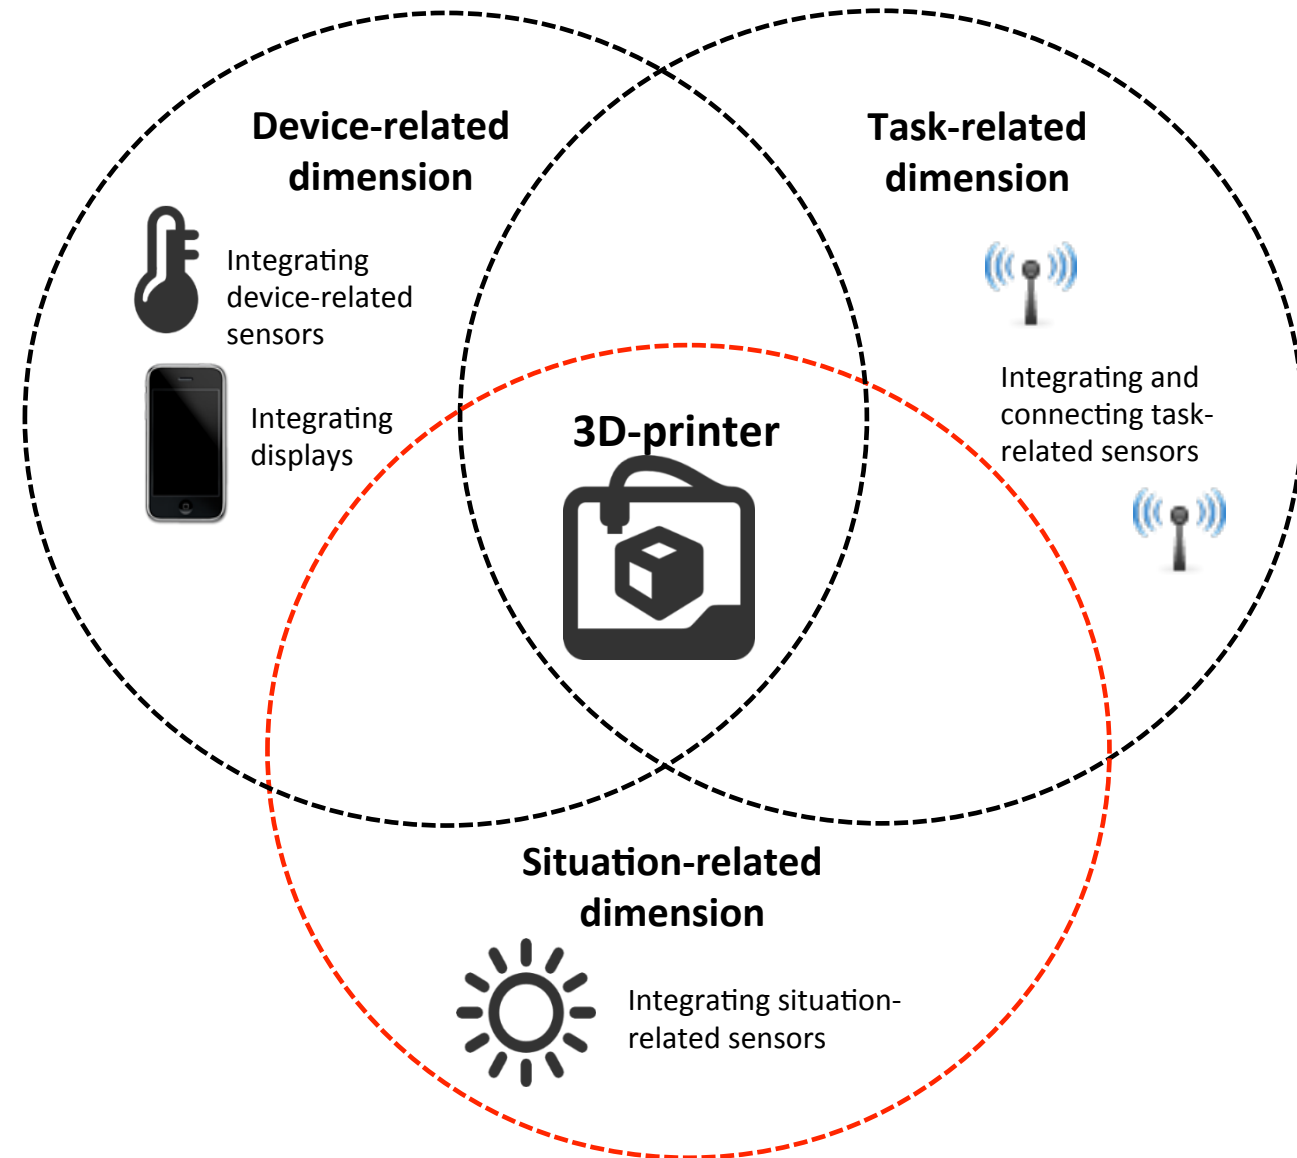 Device-related
dimension
Integrating
device-related
sensors
Integrating
displays
Task-related
dimension
Integrating and
connecting task-
related sensors
3D-printer
Situation-related
dimension
Integrating situation-
related sensors